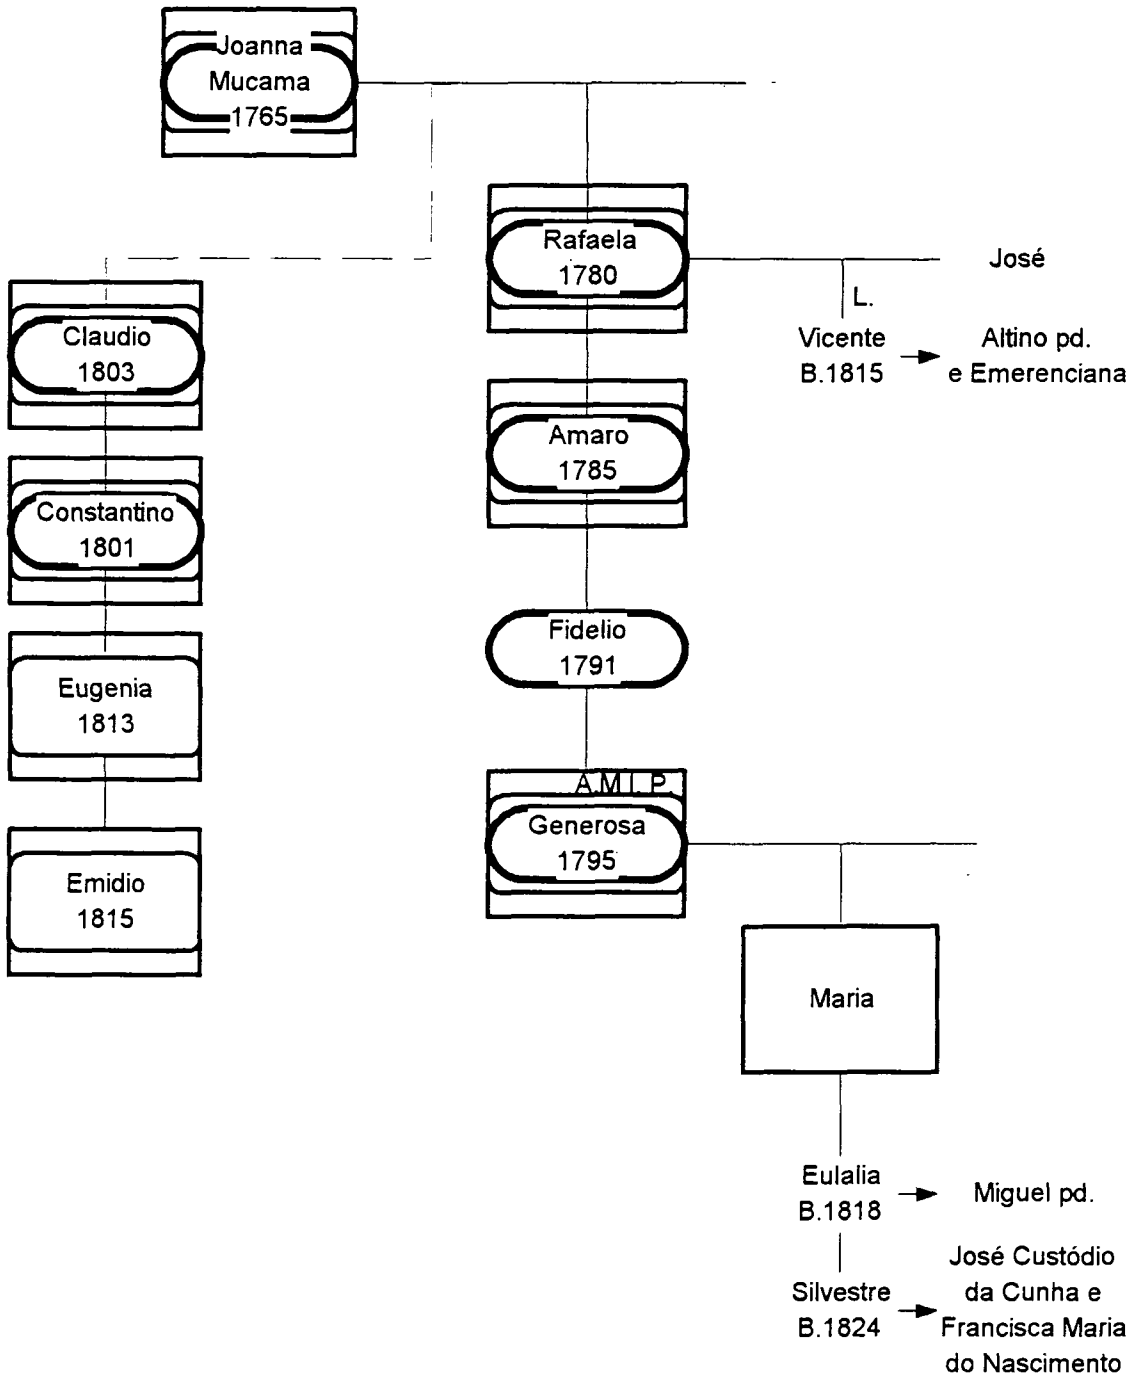 Joanna
Mucama
1765
Rafaela
1780
José
L.
Vicente
B.1815
Altino pd.
e Emerenciana
Claudio
1803
Amaro
1785
Constantino
1801
Fidelio
1791
Eugenia
1813
A.M.I. P.
Generosa
1795
Emidio
1815
Maria
Eulalia
B.1818
Miguel pd.
Silvestre
B.1824
José Custódio
da Cunha e
Francisca Maria
do Nascimento